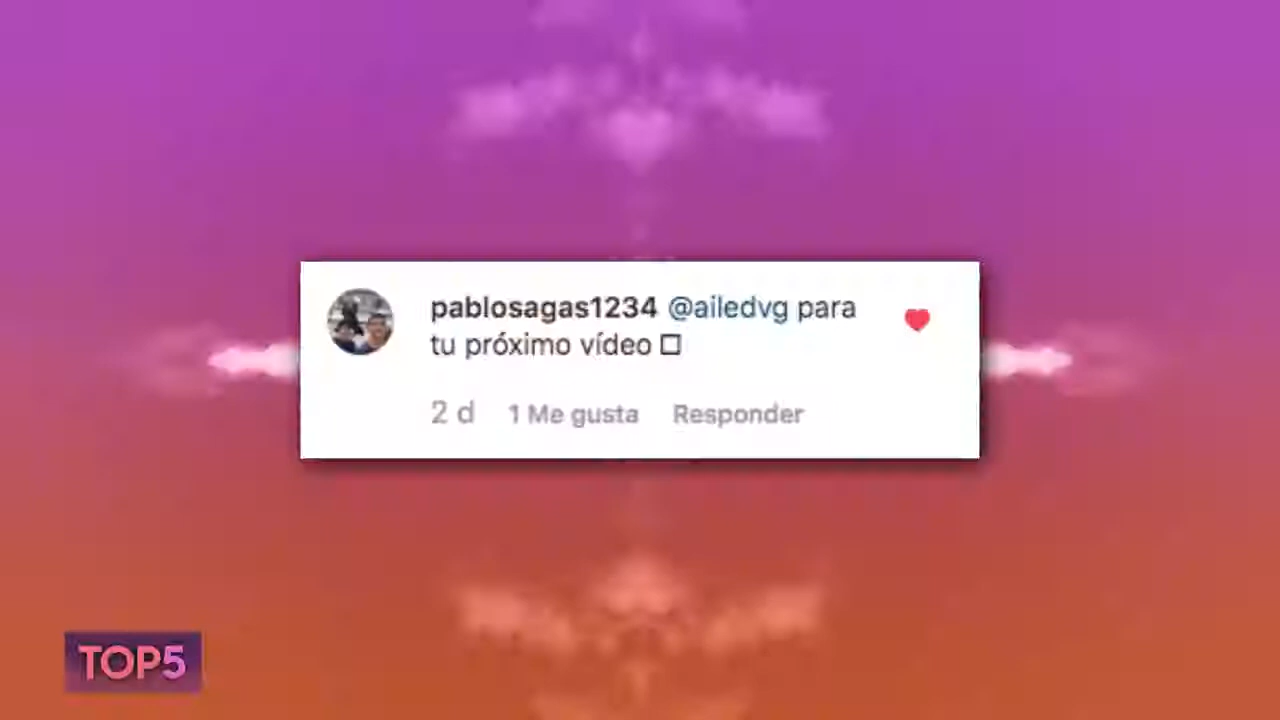 pablosagas1234 @ailedvg para
tu próximo vídeo □
2 d 1 Me gusta Responder
TOP5